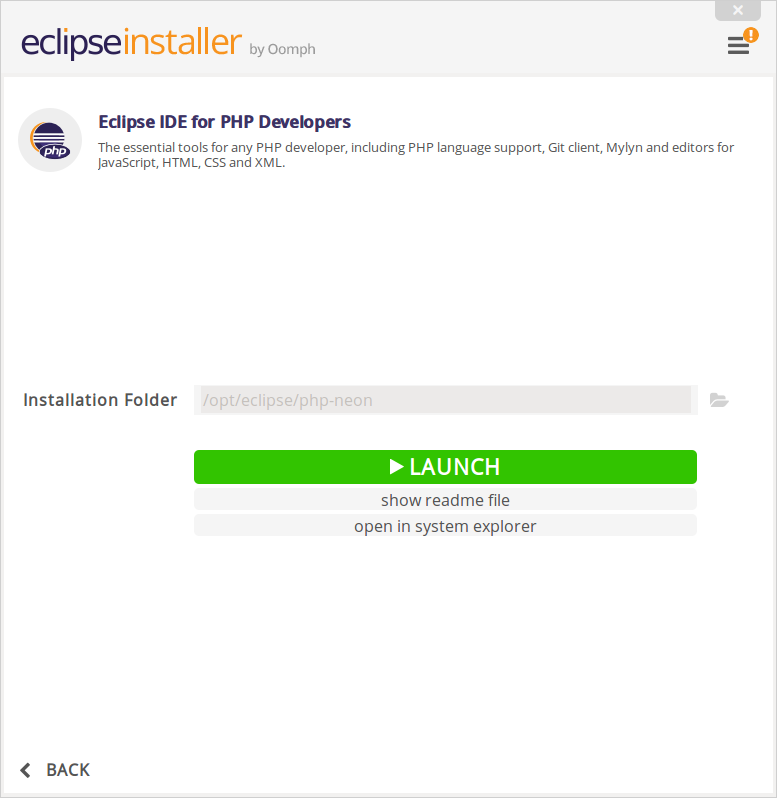 eclipseinstaller by Oomph
!
php
Eclipse IDE for PHP Developers
The essential tools for any PHP developer, including PHP language support, Git client, Mylyn and editors for
JavaScript, HTML, CSS and XML.
Installation Folder /opt/eclipse/php-neon
LAUNCH
show readme file
open in system explorer
BACK